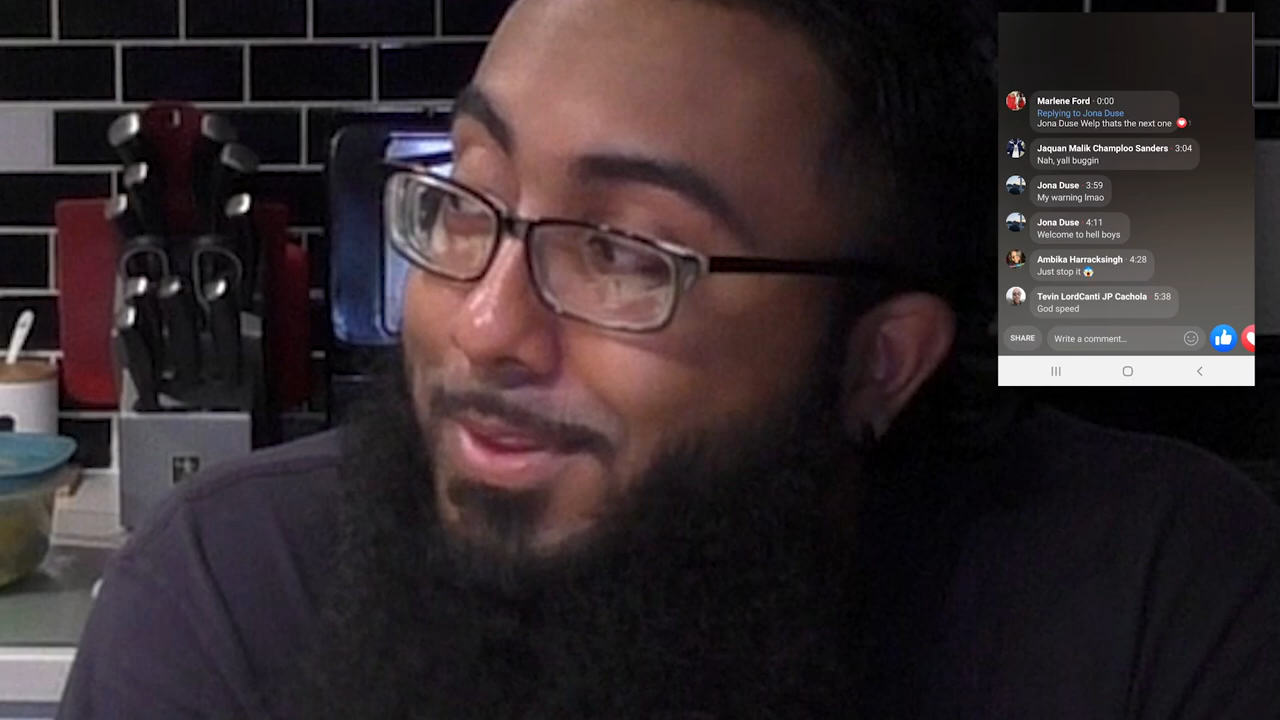 Marlene Ford · 0:00
Replying to Jona Duse
Jona Duse Welp thats the next one
Jaquan Malik Champloo Sanders · 3:04
Nah, yall buggin
Jona Duse · 3:59
My warning lmao
Jona Duse · 4:11
Welcome to hell boys
Ambika Harracksingh · 4:28
Just stop it 😱
Tevin LordCanti JP Cachola · 5:38
God speed
SHARE
Write a comment...